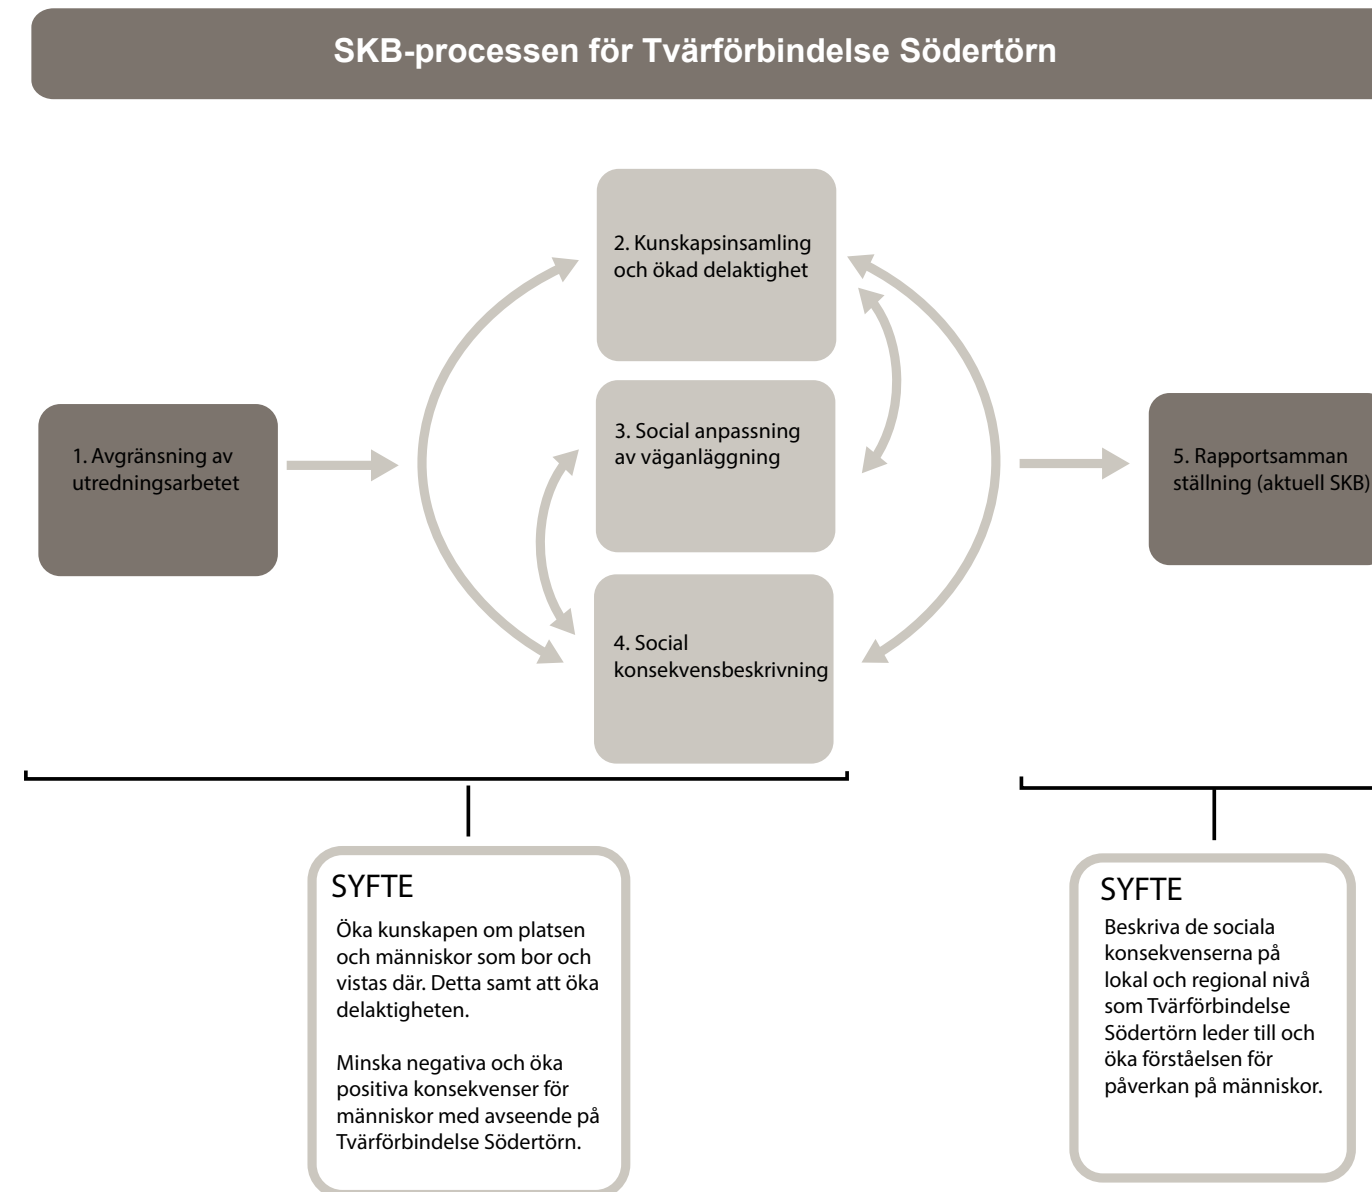 SKB-processen för Tvärförbindelse Södertörn
2. Kunskapsinsamling
och ökad delaktighet
1. Avgränsning av
utredningsarbetet
3. Social anpassning
av väganläggning
5. Rapportsamman-
ställning (aktuell SKB)
4. Social
konsekvensbeskrivning
SYFTE
Öka kunskapen om platsen
och människor som bor och
vistas där. Detta samt att öka
delaktigheten.
Minska negativa och öka
positiva konsekvenser för
människor med avseende på
Tvärförbindelse Södertörn.
SYFTE
Beskriva de sociala
konsekvenserna på
lokal och regional nivå
som Tvärförbindelse
Södertörn leder till och
öka förståelsen för
påverkan på människor.